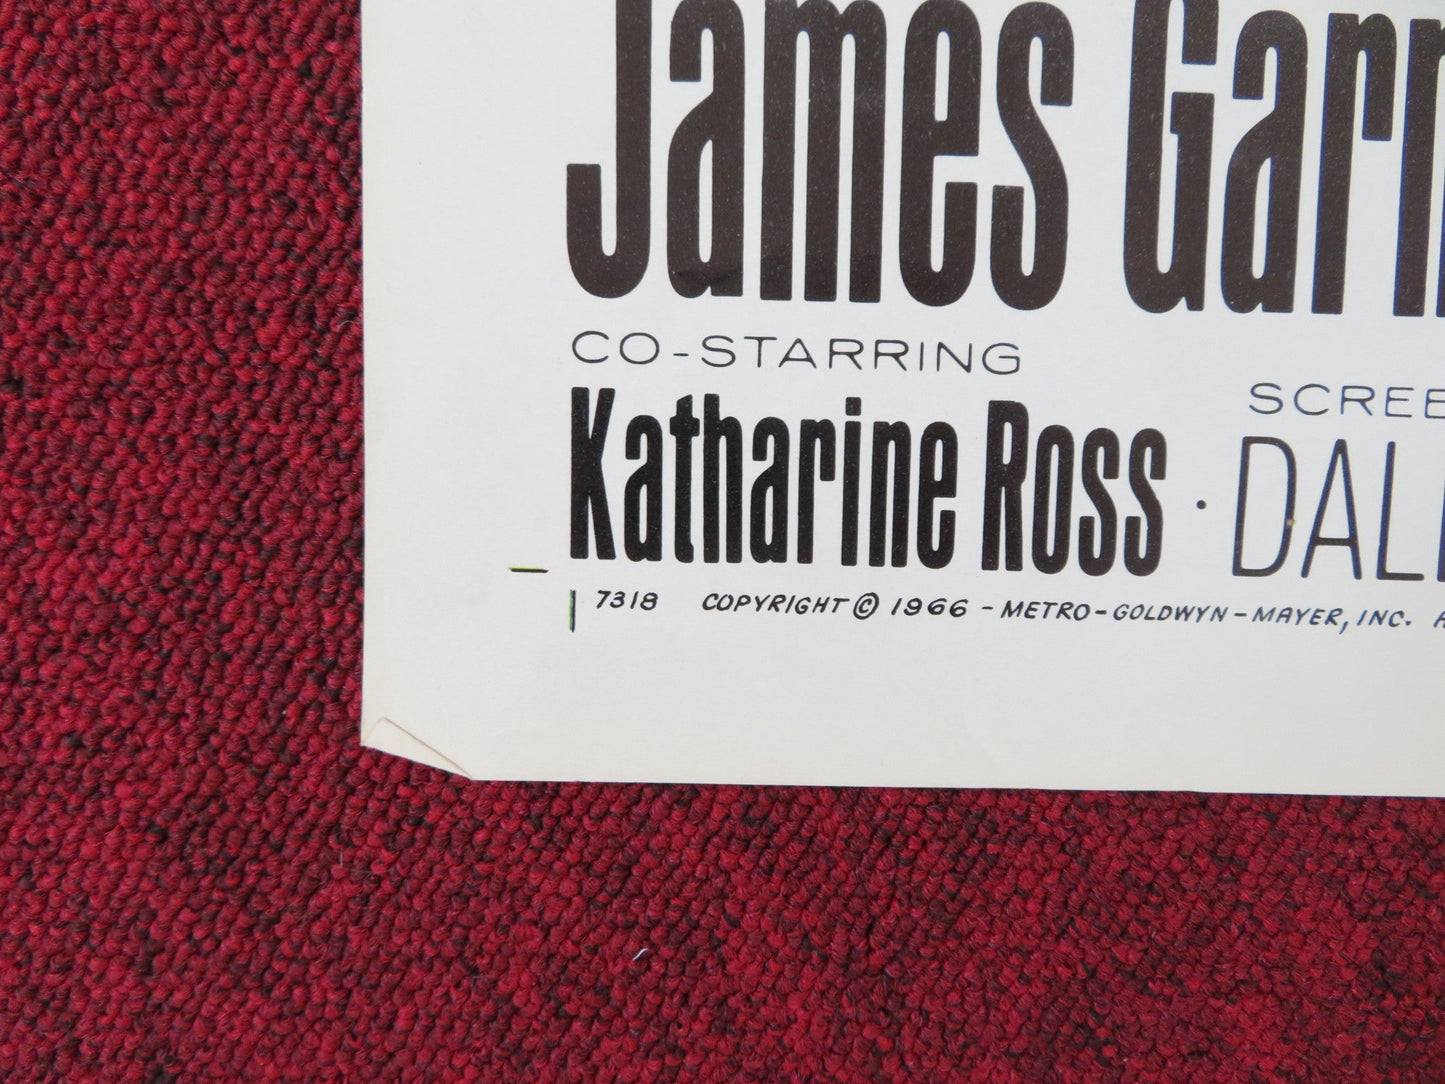 James Garn
CO-STARRING
SCREE
Katharine Ross · DAL
7318 COPYRIGHT © 1966 - METRO-GOLDWYN-MAYER, INC.